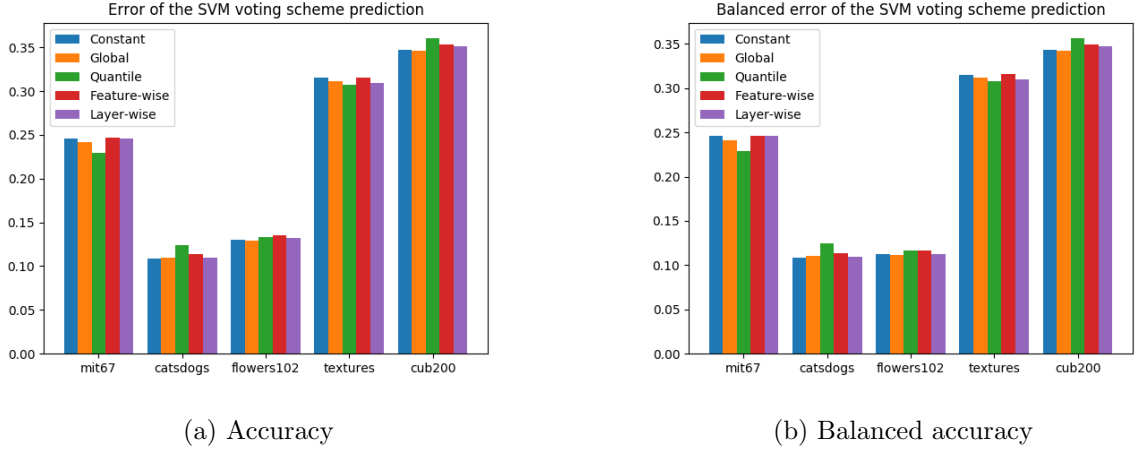 Error of the SVM voting scheme prediction
0.35
0.30
0.25
0.20
0.15
0.10
0.05
0.00
Constant
Global
Quantile
Feature-wise
Layer-wise
mit67 catsdogs flowers102 textures cub200
(a) Accuracy
Balanced error of the SVM voting scheme prediction
0.35
0.30
0.25
0.20
0.15
0.10
0.05
0.00
Constant
Global
Quantile
Feature-wise
Layer-wise
mit67 catsdogs flowers102 textures cub200
(b) Balanced accuracy